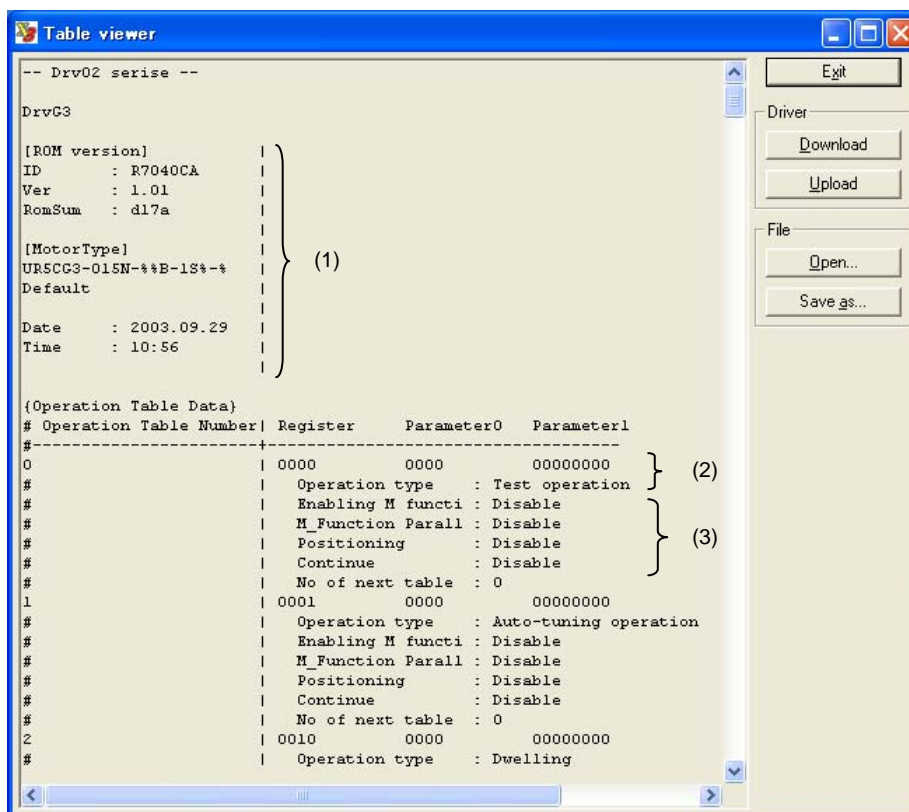 Table viewer
-- Drv02 serise --
DrvG3
[ROM version] |
ID : R7040CA |
Ver : 1.01 |
RomSum : d17a |
|
[MotorType] |
UR5CG3-015N-%%B-1S%-% |
Default |
|
Date : 2003.09.29 |
Time : 10:56 |
|
(1)
{Operation Table Data}
# Operation Table Number| Register Parameter0 Parameter1
#-----------------------+-----------------------------------
0 | 0000 0000 00000000
# | Operation type : Test operation
(2)
# | Enabling M functi : Disable
# | M_Function Parall : Disable
# | Positioning : Disable
# | Continue : Disable
(3)
# | No of next table : 0
1 | 0001 0000 00000000
# | Operation type : Auto-tuning operation
# | Enabling M functi : Disable
# | M_Function Parall : Disable
# | Positioning : Disable
# | Continue : Disable
# | No of next table : 0
2 | 0010 0000 00000000
# | Operation type : Dwelling
Exit
Driver
Download
Upload
File
Open...
Save as...